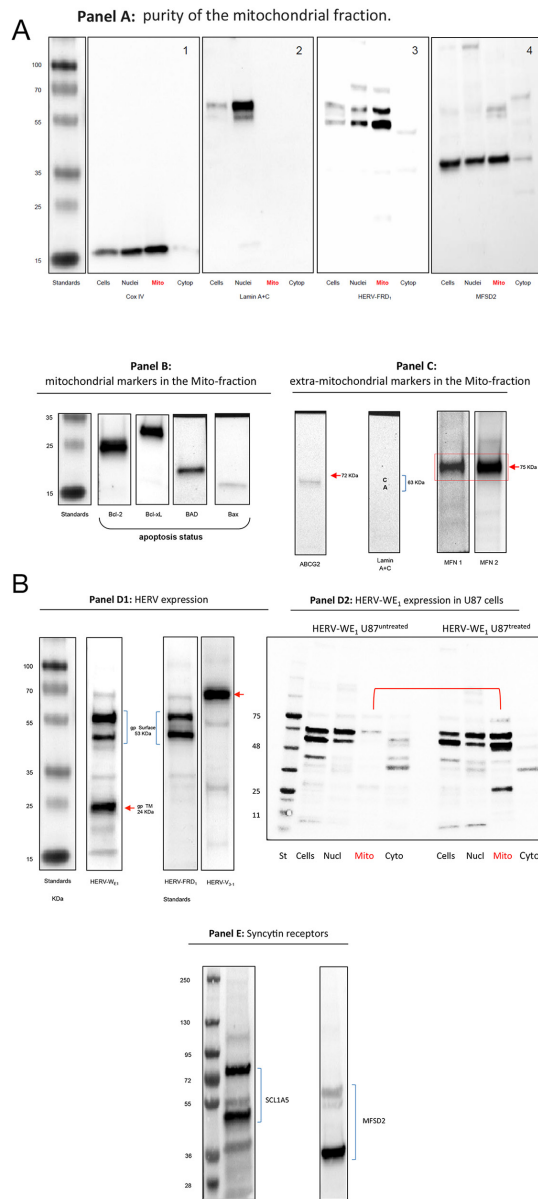 Panel A: purity of the mitochondrial fraction.
A
1
2
3
4
100
70
55
35
25
15
Standards
Cells Nuclei Mito Cytop
Cox IV
Cells Nuclei Mito Cytop
Lamin A+C
Cells Nuclei Mito Cytop
HERV-FRD1
Cells Nuclei Mito Cytop
MFSD2
Panel B:
mitochondrial markers in the Mito-fraction
35
25
15
Standards
Bcl-2
Bcl-xL
BAD
Bax
apoptosis status
Panel C:
extra-mitochondrial markers in the Mito-fraction
72 KDa
C
A
63 KDa
75 KDa
ABCG2
Lamin
A+C
MFN 1
MFN 2
B
Panel D1: HERV expression
100
70
55
35
25
15
gp Surface
53 KDa
gp TM
24 KDa
Standards
KDa
HERV-WE1
HERV-FRD1
HERV-V3-1
Standards
Panel D2: HERV-WE1 expression in U87 cells
HERV-WE1 U87untreated
HERV-WE1 U87treated
75
48
25
11
St Cells Nucl Mito Cyto
Cells Nucl Mito Cyto
Panel E: Syncytin receptors
250
130
95
72
55
36
28
SCL1A5
MFSD2